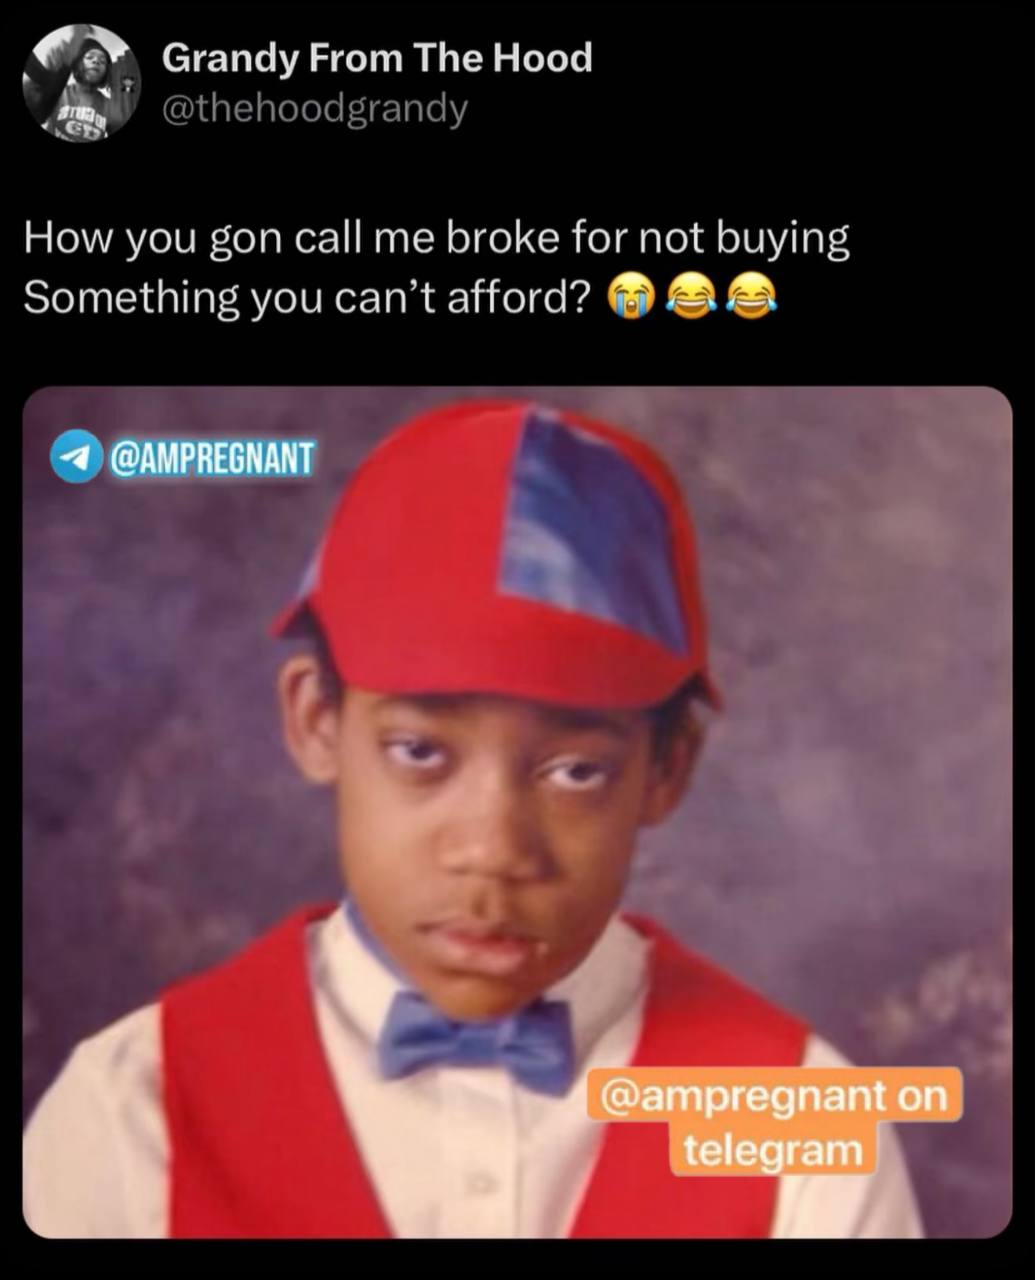 Grandy From The Hood
@thehoodgrandy
How you gon call me broke for not buying
Something you can’t afford? 😭😂😂
@AMPREGNANT
@ampregnant on
telegram